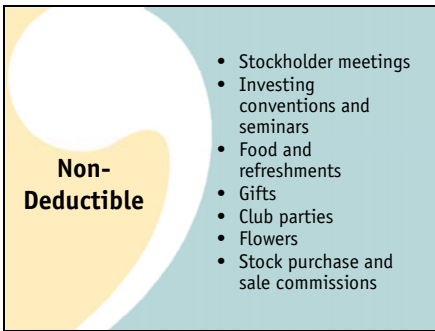 Non-
Deductible
• Stockholder meetings
• Investing
conventions and
seminars
• Food and
refreshments
• Gifts
• Club parties
• Flowers
• Stock purchase and
sale commissions